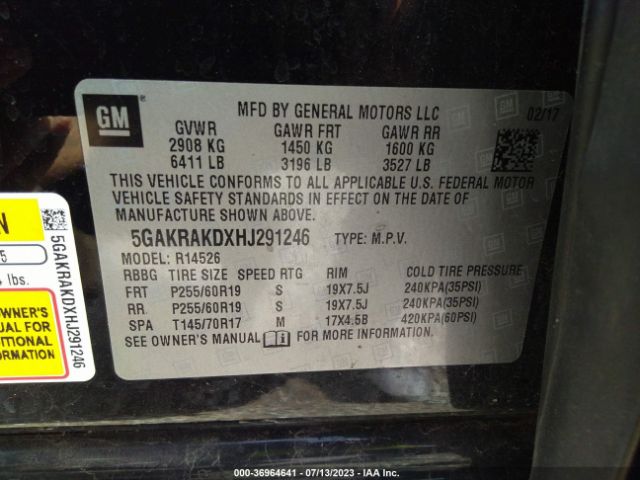 GM
MFD BY GENERAL MOTORS LLC 02/17
GVWR GAWR FRT GAWR RR
2908 KG 1450 KG 1600 KG
6411 LB 3196 LB 3527 LB
THIS VEHICLE CONFORMS TO ALL APPLICABLE U.S. FEDERAL MOTOR
VEHICLE SAFETY STANDARDS IN EFFECT ON THE DATE OF
MANUFACTURE SHOWN ABOVE.
5GAKRAKDXHJ291246 TYPE: M.P.V.
MODEL: R14526
RBBG TIRE SIZE SPEED RTG RIM COLD TIRE PRESSURE
FRT P255/60R19 S 19X7.5J 240KPA(35PSI)
RR P255/60R19 S 19X7.5J 240KPA(35PSI)
SPA T145/70R17 M 17X4.5B 420KPA(60PSI)
SEE OWNER'S MANUAL FOR MORE INFORMATION.
N
5
lbs.
OWNER'S
UAL FOR
TIONAL
RMATION
5GAKRAKDXHJ291246
000-36964641 - 07/13/2023 - IAA Inc.